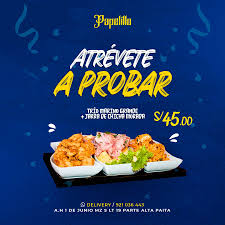 Papelillo
ATRÉVETE
A PROBAR
TRÍO MARINO GRANDE
+ JARRA DE CHICHA MORADA
S/45.00
DELIVERY / 921 036 443
A.H 1 DE JUNIO MZ S LT 19 PARTE ALTA PAITA